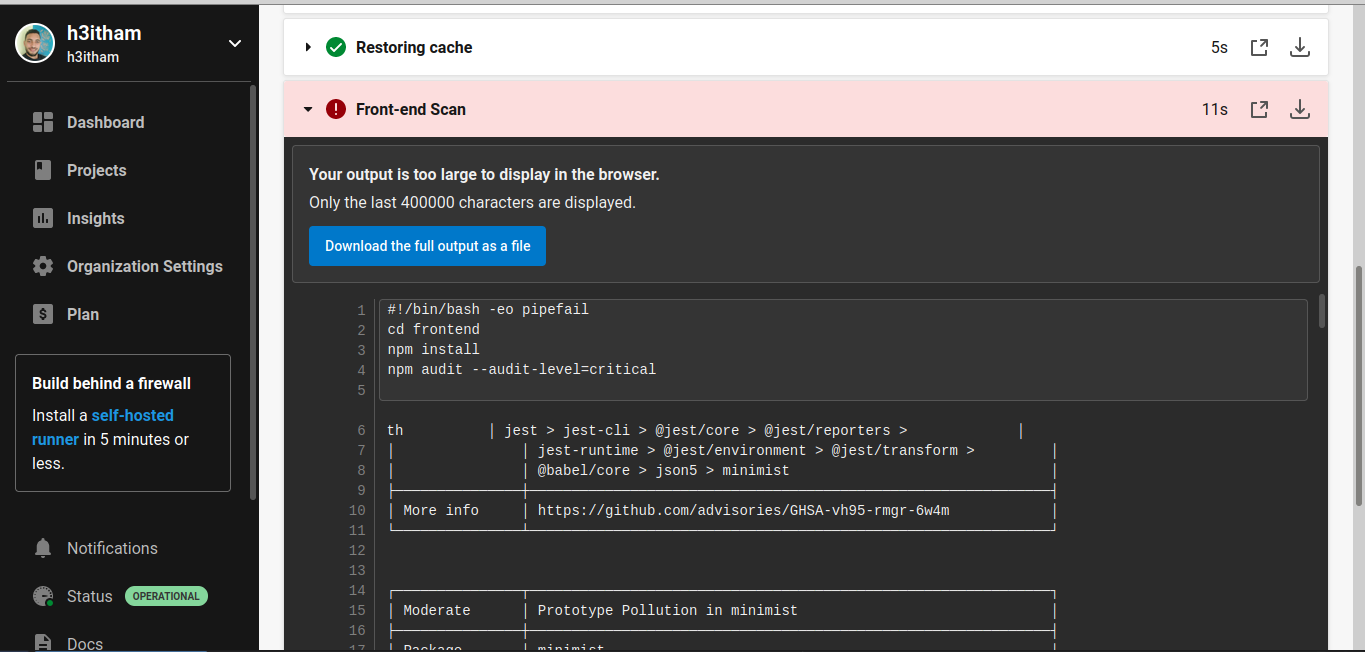 h3itham
h3itham
Dashboard
Projects
Insights
Organization Settings
Plan
Build behind a firewall
Install a self-hosted
runner in 5 minutes or
less.
Notifications
Status OPERATIONAL
Docs
Restoring cache 5s
Front-end Scan 11s
Your output is too large to display in the browser.
Only the last 400000 characters are displayed.
Download the full output as a file
1 #!/bin/bash -eo pipefail
2 cd frontend
3 npm install
4 npm audit --audit-level=critical
5
6 th │ jest > jest-cli > @jest/core > @jest/reporters > │
7 │ │ jest-runtime > @jest/environment > @jest/transform > │
8 │ │ @babel/core > json5 > minimist │
9
10 │ More info │ https://github.com/advisories/GHSA-vh95-rmgr-6w4m │
11
12
13
14
15 │ Moderate │ Prototype Pollution in minimist │
16
17 │ Package │ minimist │